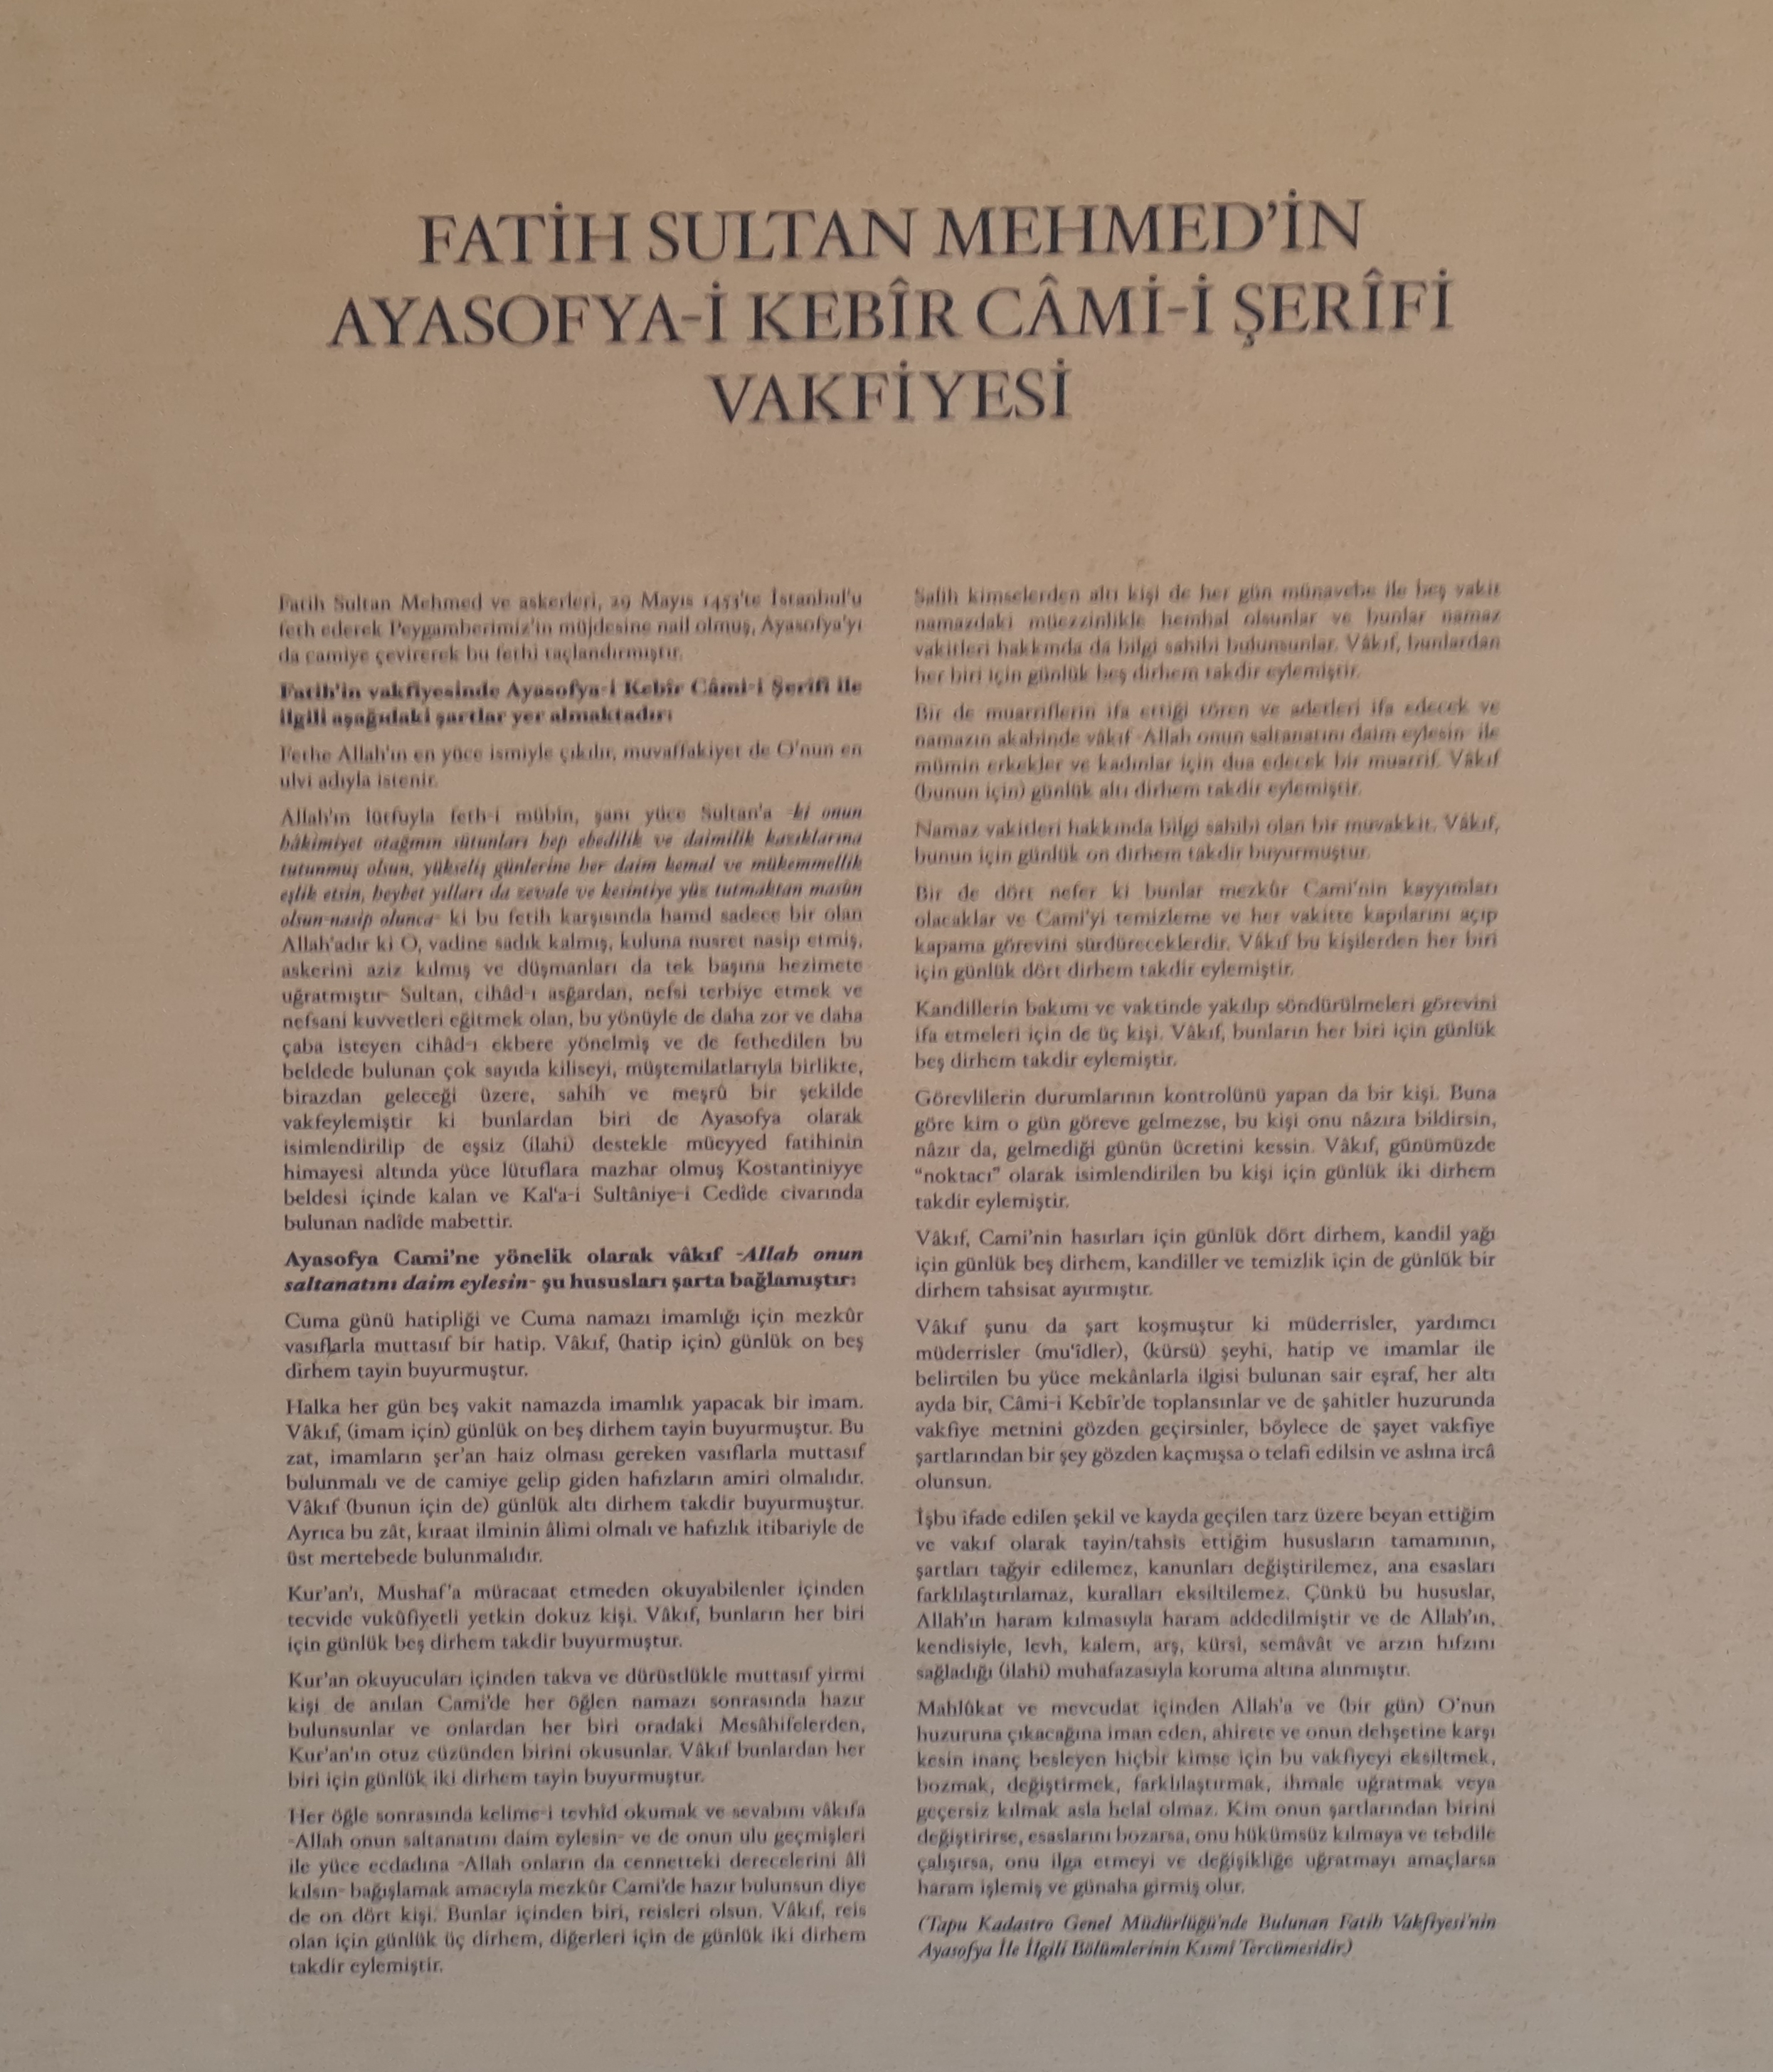 FATİH SULTAN MEHMED'İN
AYASOFYA-İ KEBÎR CÂMİ-İ ŞERÎFİ
VAKFİYESİ
Fatih Sultan Mehmed ve askerleri, 29 Mayıs 1453'te İstanbul'u
feth ederek Peygamberimiz'in müjdesine nail olmuş, Ayasofya'yı
da camiye çevirerek bu fethi taçlandırmıştır.
Fatih'in vakfiyesinde Ayasofya-i Kebîr Câmi-i Şerifi ile
ilgili aşağıdaki şartlar yer almaktadır:
Fethe Allah'ın en yüce ismiyle çıkılır, muvaffakiyet de O'nun en
ulvi adıyla istenir.
Allah'ın lütfuyla feth-i mübin, şanı yüce Sultan'a -ki onun
hâkimiyet otağının sütunları hep ebedilik ve daimilik kazıklarına
tutunmuş olsun, yükseliş günlerine her daim kemal ve mükemmellik
eşlik etsin, heybet yılları da zevale ve kesintiye yüz tutmaktan masûn
olsun-nasip olunca- ki bu fetih karşısında hamd sadece bir olan
Allah'adır ki O, vadine sadık kalmış, kuluna nusret nasip etmiş,
askerini aziz kılmış ve düşmanları da tek başına hezimete
uğratmıştır- Sultan, cihâd-ı asğardan, nefsi terbiye etmek ve
nefsani kuvvetleri eğitmek olan, bu yönüyle de daha zor ve daha
çaba isteyen cihâd-ı ekbere yönelmiş ve de fethedilen bu
beldede bulunan çok sayıda kiliseyi, müştemilatlarıyla birlikte,
birazdan geleceği üzere, sahih ve meşrû bir şekilde
vakfeylemiştir ki bunlardan biri de Ayasofya olarak
isimlendirilip de eşsiz (ilahi) destekle müeyyed fatihinin
himayesi altında yüce lütuflara mazhar olmuş Kostantiniyye
beldesi içinde kalan ve Kal'a-i Sultâniye-i Cedîde civarında
bulunan nadîde mabettir.
Ayasofya Cami'ne yönelik olarak vâkıf -Allah onun
saltanatını daim eylesin- şu hususları şarta bağlamıştır:
Cuma günü hatipliği ve Cuma namazı imamlığı için mezkûr
vasıflarla muttasıf bir hatip. Vâkıf, (hatip için) günlük on beş
dirhem tayin buyurmuştur.
Halka her gün beş vakit namazda imamlık yapacak bir imam.
Vâkıf, (imam için) günlük on beş dirhem tayin buyurmuştur. Bu
zat, imamların şer'an haiz olması gereken vasıflarla muttasıf
bulunmalı ve de camiye gelip giden hafızların amiri olmalıdır.
Vâkıf (bunun için de) günlük altı dirhem takdir buyurmuştur.
Ayrıca bu zât, kıraat ilminin âlimi olmalı ve hafızlık itibariyle de
üst mertebede bulunmalıdır.
Kur'an'ı, Mushaf'a müracaat etmeden okuyabilenler içinden
tecvide vukûfiyetli yetkin dokuz kişi. Vâkıf, bunların her biri
için günlük beş dirhem takdir buyurmuştur.
Kur'an okuyucuları içinden takva ve dürüstlükle muttasıf yirmi
kişi de anılan Cami'de her öğlen namazı sonrasında hazır
bulunsunlar ve onlardan her biri oradaki Mesâhifelerden,
Kur'an'ın otuz cüzünden birini okusunlar. Vâkıf bunlardan her
biri için günlük iki dirhem tayin buyurmuştur.
Her öğle sonrasında kelime-i tevhîd okumak ve sevabını vâkıfa
-Allah onun saltanatını daim eylesin- ve de onun ulu geçmişleri
ile yüce ecdadına -Allah onların da cennetteki derecelerini âli
kılsın- bağışlamak amacıyla mezkûr Cami'de hazır bulunsun diye
de on dört kişi. Bunlar içinden biri, reisleri olsun. Vâkıf, reis
olan için günlük üç dirhem, diğerleri için de günlük iki dirhem
takdir eylemiştir.
Salih kimselerden altı kişi de her gün münavebe ile beş vakit
namazdaki müezzinlikle hemhal olsunlar ve bunlar namaz
vakitleri hakkında da bilgi sahibi bulunsunlar. Vâkıf, bunlardan
her biri için günlük beş dirhem takdir eylemiştir.
Bir de muarriflerin ifa ettiği tören ve adetleri ifa edecek ve
namazın akabinde vâkıf -Allah onun saltanatını daim eylesin- ile
mümin erkekler ve kadınlar için dua edecek bir muarrif. Vâkıf
(bunun için) günlük altı dirhem takdir eylemiştir.
Namaz vakitleri hakkında bilgi sahibi olan bir muvakkit. Vâkıf,
bunun için günlük on dirhem takdir buyurmuştur.
Bir de dört nefer ki bunlar mezkûr Cami'nin kayyımları
olacaklar ve Cami'yi temizleme ve her vakitte kapılarını açıp
kapama görevini sürdüreceklerdir. Vâkıf bu kişilerden her biri
için günlük dört dirhem takdir eylemiştir.
Kandillerin bakımı ve vaktinde yakılıp söndürülmeleri görevini
ifa etmeleri için de üç kişi. Vâkıf, bunların her biri için günlük
beş dirhem takdir eylemiştir.
Görevlilerin durumlarının kontrolünü yapan da bir kişi. Buna
göre kim o gün göreve gelmezse, bu kişi onu nâzıra bildirsin,
nâzır da, gelmediği günün ücretini kessin. Vâkıf, günümüzde
“noktacı” olarak isimlendirilen bu kişi için günlük iki dirhem
takdir eylemiştir.
Vâkıf, Cami'nin hasırları için günlük dört dirhem, kandil yağı
için günlük beş dirhem, kandiller ve temizlik için de günlük bir
dirhem tahsisat ayırmıştır.
Vâkıf şunu da şart koşmuştur ki müderrisler, yardımcı
müderrisler (mu'îdler), (kürsü) şeyhi, hatip ve imamlar ile
belirtilen bu yüce mekânlarla ilgisi bulunan sair eşraf, her altı
ayda bir, Câmi-i Kebîr'de toplansınlar ve de şahitler huzurunda
vakfiye metnini gözden geçirsinler, böylece de şayet vakfiye
şartlarından bir şey gözden kaçmışsa o telafi edilsin ve aslına ircâ
olunsun.
İşbu ifade edilen şekil ve kayda geçilen tarz üzere beyan ettiğim
ve vakıf olarak tayin/tahsis ettiğim hususların tamamının,
şartları tağyir edilemez, kanunları değiştirilemez, ana esasları
farklılaştırılamaz, kuralları eksiltilemez. Çünkü bu hususlar,
Allah'ın haram kılmasıyla haram addedilmiştir ve de Allah'ın,
kendisiyle, levh, kalem, arş, kürsî, semâvât ve arzın hıfzını
sağladığı (ilahi) muhafazasıyla koruma altına alınmıştır.
Mahlûkat ve mevcudat içinden Allah'a ve (bir gün) O'nun
huzuruna çıkacağına iman eden, ahirete ve onun dehşetine karşı
kesin inanç besleyen hiçbir kimse için bu vakfiyeyi eksiltmek,
bozmak, değiştirmek, farklılaştırmak, ihmale uğratmak veya
geçersiz kılmak asla helal olmaz. Kim onun şartlarından birini
değiştirirse, esaslarını bozarsa, onu hükümsüz kılmaya ve tebdile
çalışırsa, onu ilga etmeyi ve değişikliğe uğratmayı amaçlarsa
haram işlemiş ve günaha girmiş olur.
(Tapu Kadastro Genel Müdürlüğü'nde Bulunan Fatih Vakfiyesi'nin
Ayasofya İle İlgili Bölümlerinin Kısmî Tercümesidir.)